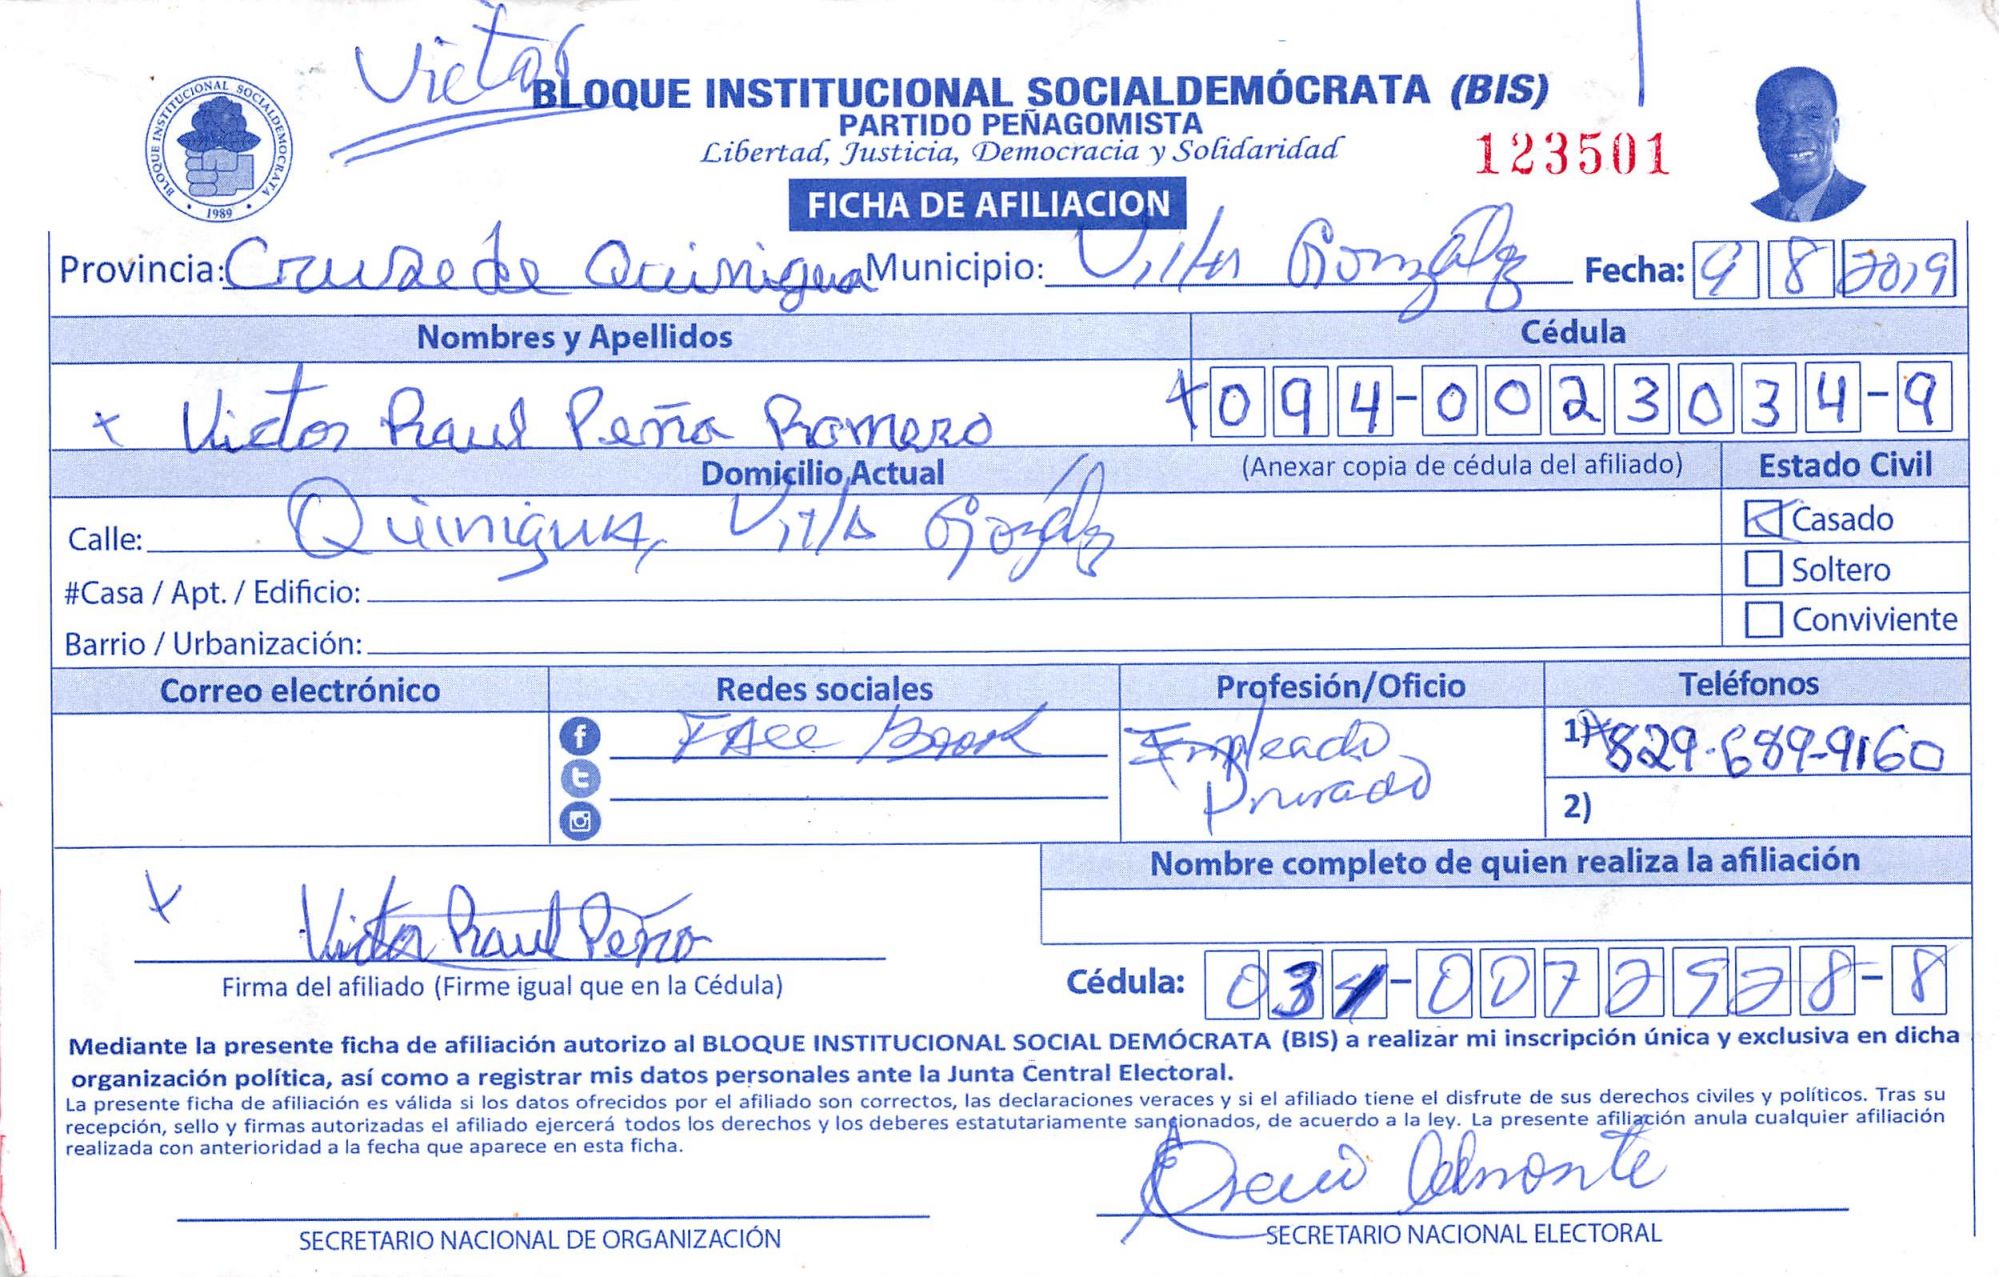 Victor
BLOQUE INSTITUCIONAL SOCIALDEMÓCRATA (BIS)
PARTIDO PEÑAGOMISTA
Libertad, Justicia, Democracia y Solidaridad
123501
BLOQUE INSTITUCIONAL SOCIALDEMOCRATA
1989
FICHA DE AFILIACION
Provincia: Cruse de Quinigua Municipio: Villa González Fecha: 9 8 2019
Nombres y Apellidos Cédula
x Victor Raul Peña Romero x 094-0023034-9
Domicilio Actual (Anexar copia de cédula del afiliado) Estado Civil
Calle: Quinigua, Villa González Casado
#Casa / Apt. / Edificio: Soltero
Barrio / Urbanización: Conviviente
Correo electrónico Redes sociales Profesión/Oficio Teléfonos
Face Book Empleado Privado 1) 829-689-9160
2)
Nombre completo de quien realiza la afiliación
x Victor Raul Peña
Firma del afiliado (Firme igual que en la Cédula) Cédula: 031-0072928-8
Mediante la presente ficha de afiliación autorizo al BLOQUE INSTITUCIONAL SOCIAL DEMÓCRATA (BIS) a realizar mi inscripción única y exclusiva en dicha
organización política, así como a registrar mis datos personales ante la Junta Central Electoral.
La presente ficha de afiliación es válida si los datos ofrecidos por el afiliado son correctos, las declaraciones veraces y si el afiliado tiene el disfrute de sus derechos civiles y políticos. Tras su
recepción, sello y firmas autorizadas el afiliado ejercerá todos los derechos y los deberes estatutariamente sancionados, de acuerdo a la ley. La presente afiliación anula cualquier afiliación
realizada con anterioridad a la fecha que aparece en esta ficha.
Almonte
SECRETARIO NACIONAL DE ORGANIZACIÓN SECRETARIO NACIONAL ELECTORAL